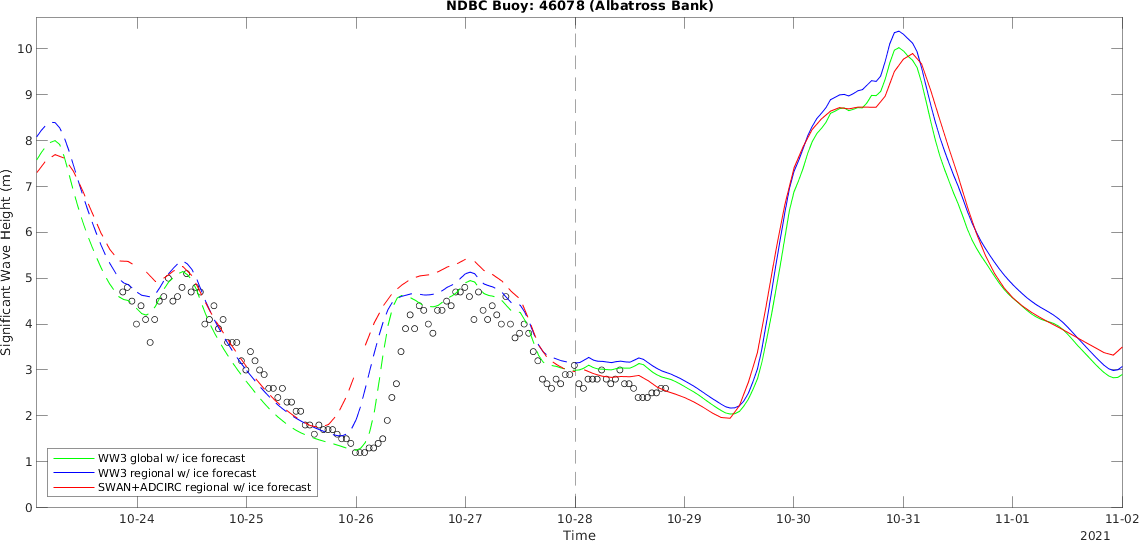 NDBC Buoy: 46078 (Albatross Bank)
10
9
8
7
6
5
4
3
2
1
0
Significant Wave Height (m)
WW3 global w/ ice forecast
WW3 regional w/ ice forecast
SWAN+ADCIRC regional w/ ice forecast
10-24 10-25 10-26 10-27 10-28 10-29 10-30 10-31 11-01 11-02
Time 2021